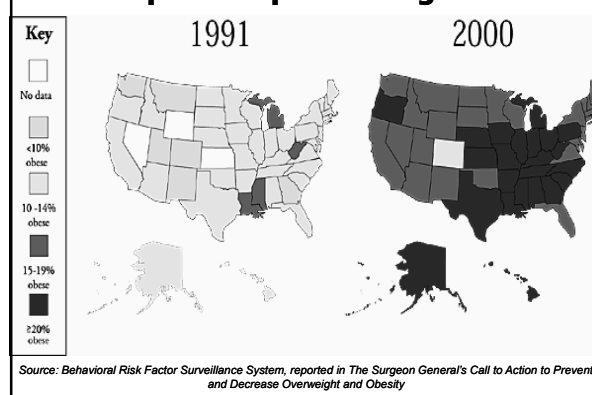 Key
1991
2000
No data
<10%
obese
10 -14%
obese
15-19%
obese
≥20%
obese
Source: Behavioral Risk Factor Surveillance System, reported in The Surgeon General's Call to Action to Prevent
and Decrease Overweight and Obesity